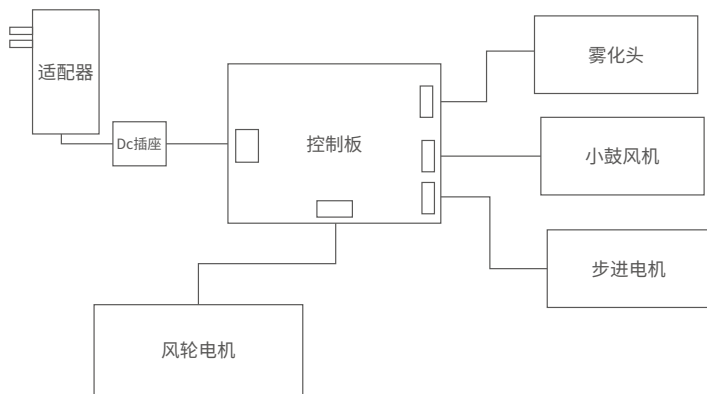 适配器
Dc插座
控制板
雾化头
小鼓风机
步进电机
风轮电机